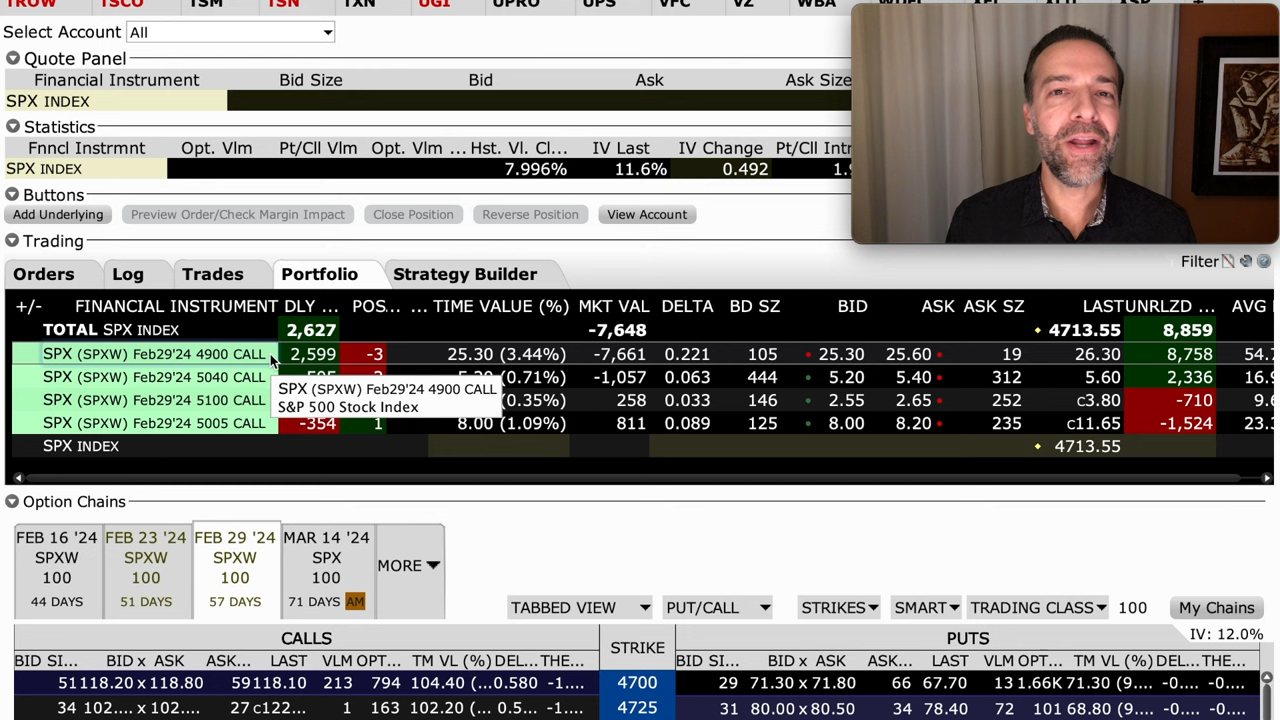 TROW TSCO TSM TSN TXN UGI UPRO UPS VFC VZ WBA
Select Account All
Quote Panel
Financial Instrument Bid Size Bid Ask Ask Size
SPX INDEX
Statistics
Fnncl Instrmnt Opt. Vlm Pt/Cll Vlm Opt. Vlm ... Hst. Vl. Cl... IV Last IV Change Pt/Cll Intr
SPX INDEX 7.996% 11.6% 0.492 1.9
Buttons
Add Underlying Preview Order/Check Margin Impact Close Position Reverse Position View Account
Trading
Orders Log Trades Portfolio Strategy Builder Filter
+/- FINANCIAL INSTRUMENT DLY ... POS... ... TIME VALUE (%) MKT VAL DELTA BD SZ BID ASK ASK SZ LAST UNRLZD ... AVG
TOTAL SPX INDEX 2,627 -7,648 4713.55 8,859
SPX (SPXW) Feb29'24 4900 CALL 2,599 -3 25.30 (3.44%) -7,661 0.221 105 25.30 25.60 19 26.30 8,758 54.7
SPX (SPXW) Feb29'24 5040 CALL (0.71%) -1,057 0.063 444 5.20 5.40 312 5.60 2,336 16.9
SPX (SPXW) Feb29'24 4900 CALL
S&P 500 Stock Index
SPX (SPXW) Feb29'24 5100 CALL (0.35%) 258 0.033 146 2.55 2.65 252 c3.80 -710 9.6
SPX (SPXW) Feb29'24 5005 CALL -354 1 8.00 (1.09%) 811 0.089 125 8.00 8.20 235 c11.65 -1,524 23.3
SPX INDEX 4713.55
Option Chains
FEB 16 '24 FEB 23 '24 FEB 29 '24 MAR 14 '24
SPXW SPXW SPXW SPX MORE
100 100 100 100
44 DAYS 51 DAYS 57 DAYS 71 DAYS AM
TABBED VIEW PUT/CALL STRIKES SMART TRADING CLASS 100 My Chains
CALLS STRIKE PUTS IV: 12.0%
BID SI... BID x ASK ASK... LAST VLM OPT... TM VL (%) DEL... THE... BID SI... BID x ASK ASK... LAST VLM OPT... TM VL (%) DEL... THE...
51 118.20 x 118.80 59 118.10 213 794 104.40 (... 0.580 -1.... 4700 29 71.30 x 71.80 66 67.70 13 1.66K 71.30 (9.... -0.... -0....
34 102.... x 102.... 27 c122... 1 163 102.20 (... 0.5... -1.... 4725 31 80.00 x 80.50 34 78.40 72 101 68.80 (... -0.... -0....